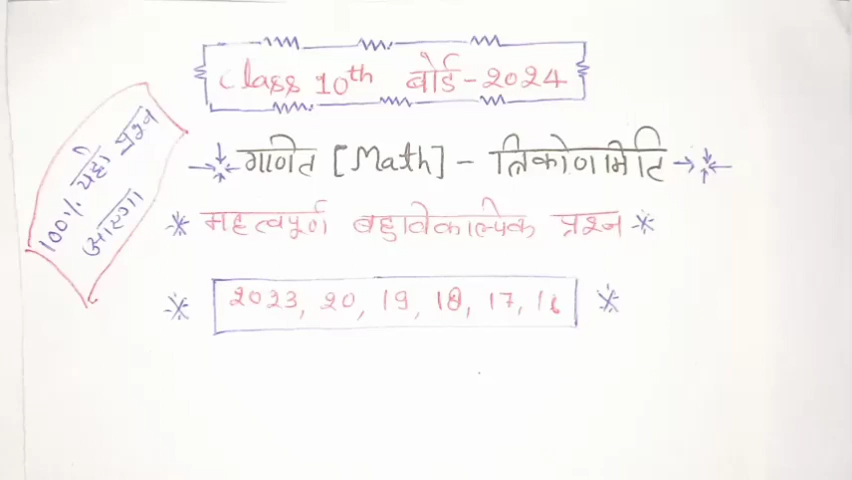 Class 10th बोर्ड-2024
100% यही प्रश्न
आएगा
गणित [Math] - त्रिकोणमिति
* महत्वपूर्ण बहुविकल्पिक प्रश्न *
* 2023, 20, 19, 18, 17, 16 *